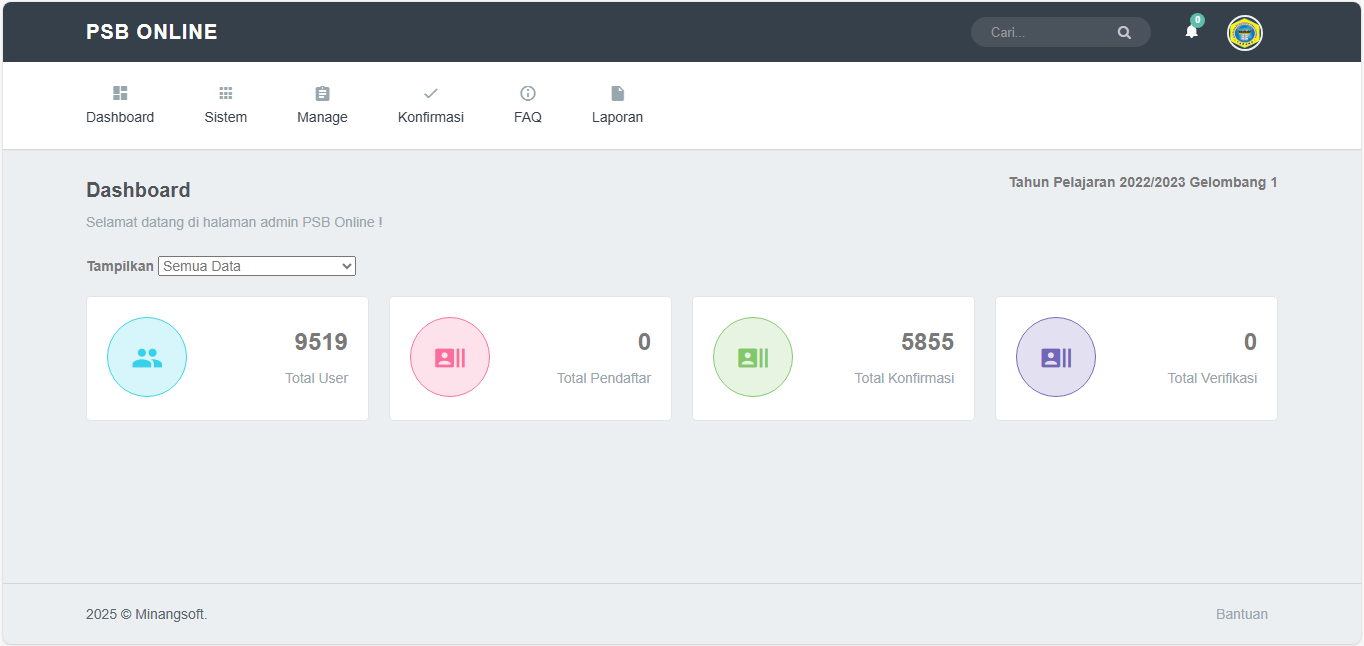 PSB ONLINE
Cari...
0
Dashboard
Sistem
Manage
Konfirmasi
FAQ
Laporan
Dashboard
Tahun Pelajaran 2022/2023 Gelombang 1
Selamat datang di halaman admin PSB Online !
Tampilkan Semua Data
9519
Total User
0
Total Pendaftar
5855
Total Konfirmasi
0
Total Verifikasi
2025 © Minangsoft.
Bantuan